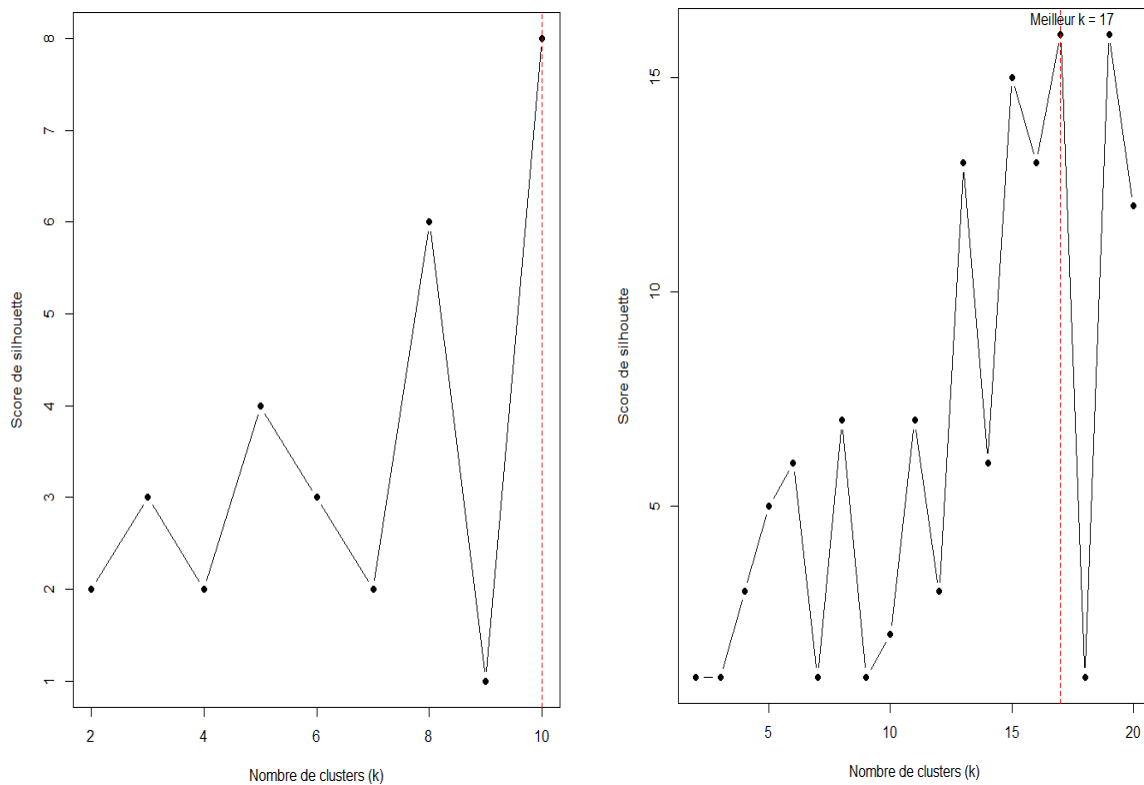 8
7
6
5
4
3
2
1
Score de silhouette
2 4 6 8 10
Nombre de clusters (k)
Meilleur k = 17
15
10
5
Score de silhouette
5 10 15 20
Nombre de clusters (k)